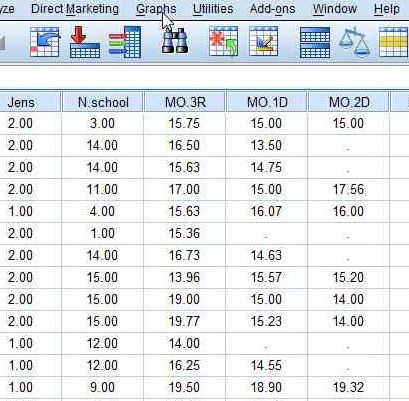 yze Direct Marketing Graphs Utilities Add-ons Window Help
Jens N.school MO.3R MO.1D MO.2D
2.00 3.00 15.75 15.00 15.00
2.00 14.00 16.50 13.50 .
2.00 14.00 15.63 14.75 .
2.00 11.00 17.00 15.00 17.56
1.00 4.00 15.63 16.07 16.00
2.00 1.00 15.36 . .
2.00 14.00 16.73 14.63 .
2.00 15.00 13.96 15.57 15.20
2.00 15.00 19.00 15.00 14.00
2.00 15.00 19.77 15.23 14.00
1.00 12.00 14.00 . .
1.00 12.00 16.25 14.55 .
1.00 9.00 19.50 18.90 19.32